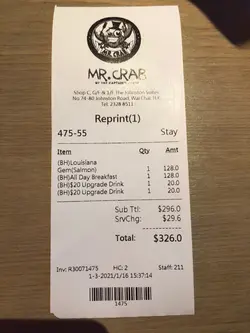 MR. CRAB
MR. CRAB
Shop C, G/F & 1/F, The Johnston Suites
No.74-80 Johnston Road, Wan Chai, H.K.
Tel: 2328 8511
Reprint(1)
475-55 Stay
Item Qty Amt
(BH)Louisiana
Gem(Salmon) 1 128.0
(BH)All Day Breakfast 1 128.0
(BH)$20 Upgrade Drink 1 20.0
(BH)$20 Upgrade Drink 1 20.0
Sub Ttl: $296.0
SrvChg: $29.6
Total: $326.0
Inv: R30071475 HC: 2 Staff: 211
1-3-2021/1/16 15:37:14
1475